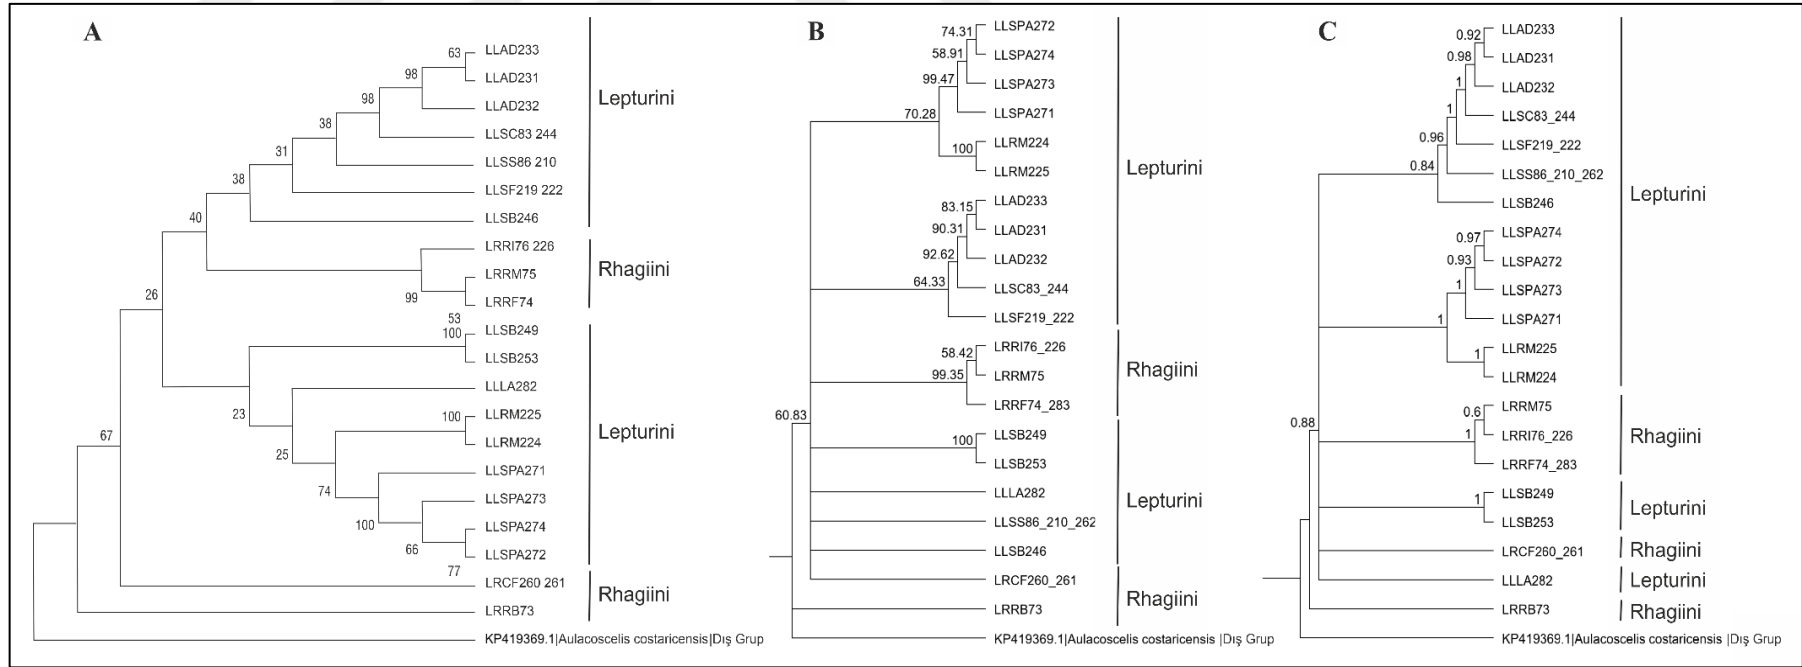 A
63
LLAD233
98
LLAD231
98
LLAD232
Lepturini
38
LLSC83 244
31
LLSS86 210
38
LLSF219 222
40
LLSB246
LRRI76 226
LRRM75
Rhagiini
99
LRRF74
26
53
100
LLSB249
LLSB253
LLLA282
23
100
LLRM225
LLRM224
Lepturini
67
25
LLSPA271
74
LLSPA273
100
LLSPA274
66
LLSPA272
77
LRCF260 261
Rhagiini
LRRB73
KP419369.1|Aulacoscelis costaricensis|Dış Grup
B
74.31
LLSPA272
58.91
LLSPA274
99.47
LLSPA273
70.28
LLSPA271
LLRM224
100
LLRM225
Lepturini
83.15
LLAD233
90.31
LLAD231
92.62
LLAD232
64.33
LLSC83_244
LLSF219_222
58.42
LRRI76_226
99.35
LRRM75
Rhagiini
LRRF74_283
60.83
100
LLSB249
LLSB253
LLLA282
Lepturini
LLSS86_210_262
LLSB246
LRCF260_261
Rhagiini
LRRB73
KP419369.1|Aulacoscelis costaricensis |Dış Grup
C
0.92
LLAD233
0.98
LLAD231
1
LLAD232
1
LLSC83_244
0.96
LLSF219_222
0.84
LLSS86_210_262
Lepturini
LLSB246
0.97
LLSPA274
0.93
LLSPA272
1
LLSPA273
1
LLSPA271
1
LLRM225
LLRM224
0.88
0.6
LRRM75
1
LRRI76_226
Rhagiini
LRRF74_283
1
LLSB249
Lepturini
LLSB253
LRCF260_261
Rhagiini
LLLA282
Lepturini
LRRB73
Rhagiini
KP419369.1|Aulacoscelis costaricensis |Dış Grup